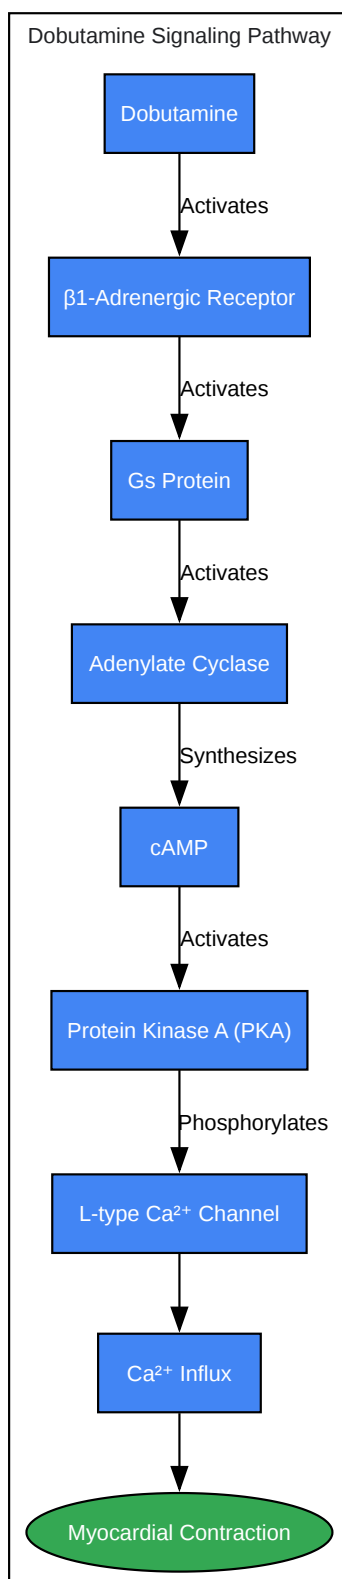 Dobutamine Signaling Pathway
Dobutamine
Activates
β1-Adrenergic Receptor
Activates
Gs Protein
Activates
Adenylate Cyclase
Synthesizes
cAMP
Activates
Protein Kinase A (PKA)
Phosphorylates
L-type Ca²⁺ Channel
Ca²⁺ Influx
Myocardial Contraction